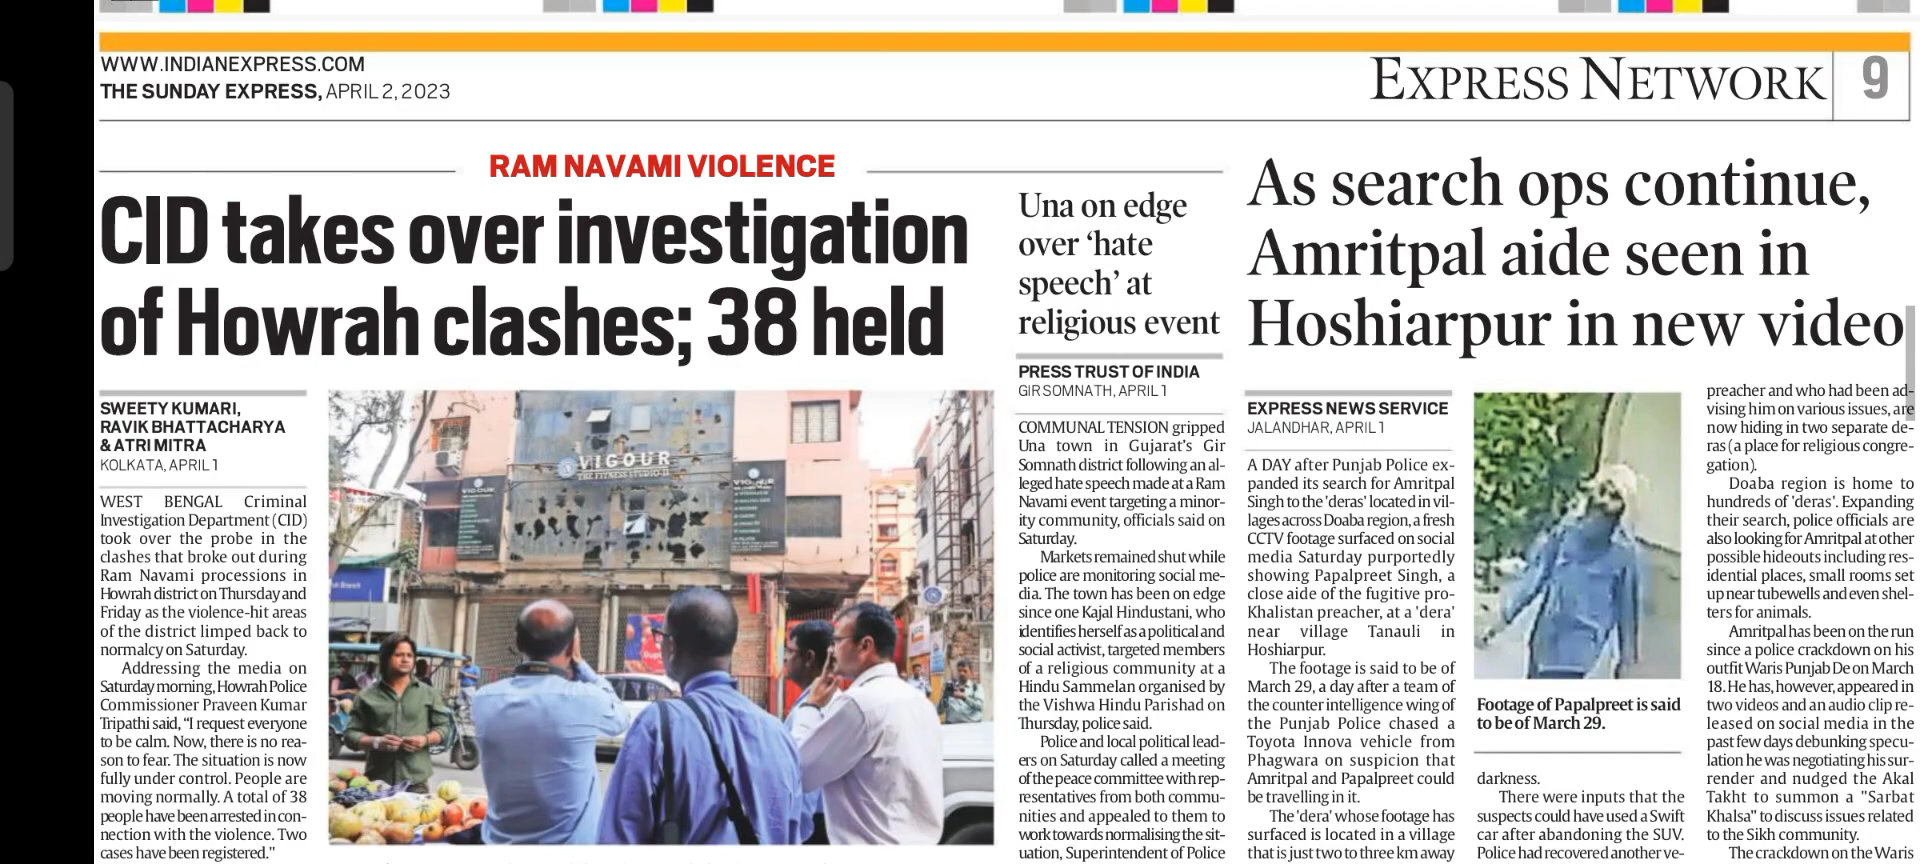 WWW.INDIANEXPRESS.COM
THE SUNDAY EXPRESS, APRIL 2, 2023
EXPRESS NETWORK
9
RAM NAVAMI VIOLENCE
CID takes over investigation
of Howrah clashes; 38 held
SWEETY KUMARI,
RAVIK BHATTACHARYA
& ATRI MITRA
KOLKATA, APRIL 1
WEST BENGAL Criminal
Investigation Department (CID)
took over the probe in the
clashes that broke out during
Ram Navami processions in
Howrah district on Thursday and
Friday as the violence-hit areas
of the district limped back to
normalcy on Saturday.
Addressing the media on
Saturday morning, Howrah Police
Commissioner Praveen Kumar
Tripathi said, “I request everyone
to be calm. Now, there is no rea-
son to fear. The situation is now
fully under control. People are
moving normally. A total of 38
people have been arrested in con-
nection with the violence. Two
cases have been registered.”
VIGOUR
THE FITNESS STUDIO
VIGOUR
VIGOUR
Una on edge
over ‘hate
speech’ at
religious event
PRESS TRUST OF INDIA
GIR SOMNATH, APRIL 1
COMMUNAL TENSION gripped
Una town in Gujarat's Gir
Somnath district following an al-
leged hate speech made at a Ram
Navami event targeting a minor-
ity community, officials said on
Saturday.
Markets remained shut while
police are monitoring social me-
dia. The town has been on edge
since one Kajal Hindustani, who
identifies herself as a political and
social activist, targeted members
of a religious community at a
Hindu Sammelan organised by
the Vishwa Hindu Parishad on
Thursday, police said.
Police and local political lead-
ers on Saturday called a meeting
of the peace committee with rep-
resentatives from both commu-
nities and appealed to them to
work towards normalising the sit-
uation, Superintendent of Police
As search ops continue,
Amritpal aide seen in
Hoshiarpur in new video
EXPRESS NEWS SERVICE
JALANDHAR, APRIL 1
A DAY after Punjab Police ex-
panded its search for Amritpal
Singh to the 'deras' located in vil-
lages across Doaba region, a fresh
CCTV footage surfaced on social
media Saturday purportedly
showing Papalpreet Singh, a
close aide of the fugitive pro-
Khalistan preacher, at a 'dera'
near village Tanauli in
Hoshiarpur.
The footage is said to be of
March 29, a day after a team of
the counter intelligence wing of
the Punjab Police chased a
Toyota Innova vehicle from
Phagwara on suspicion that
Amritpal and Papalpreet could
be travelling in it.
The 'dera' whose footage has
surfaced is located in a village
that is just two to three km away
Footage of Papalpreet is said
to be of March 29.
darkness.
There were inputs that the
suspects could have used a Swift
car after abandoning the SUV.
Police had recovered another ve-
preacher and who had been ad-
vising him on various issues, are
now hiding in two separate de-
ras (a place for religious congre-
gation).
Doaba region is home to
hundreds of 'deras'. Expanding
their search, police officials are
also looking for Amritpal at other
possible hideouts including res-
idential places, small rooms set
up near tubewells and even shel-
ters for animals.
Amritpal has been on the run
since a police crackdown on his
outfit Waris Punjab De on March
18. He has, however, appeared in
two videos and an audio clip re-
leased on social media in the
past few days debunking specu-
lation he was negotiating his sur-
render and nudged the Akal
Takht to summon a "Sarbat
Khalsa" to discuss issues related
to the Sikh community.
The crackdown on the Waris